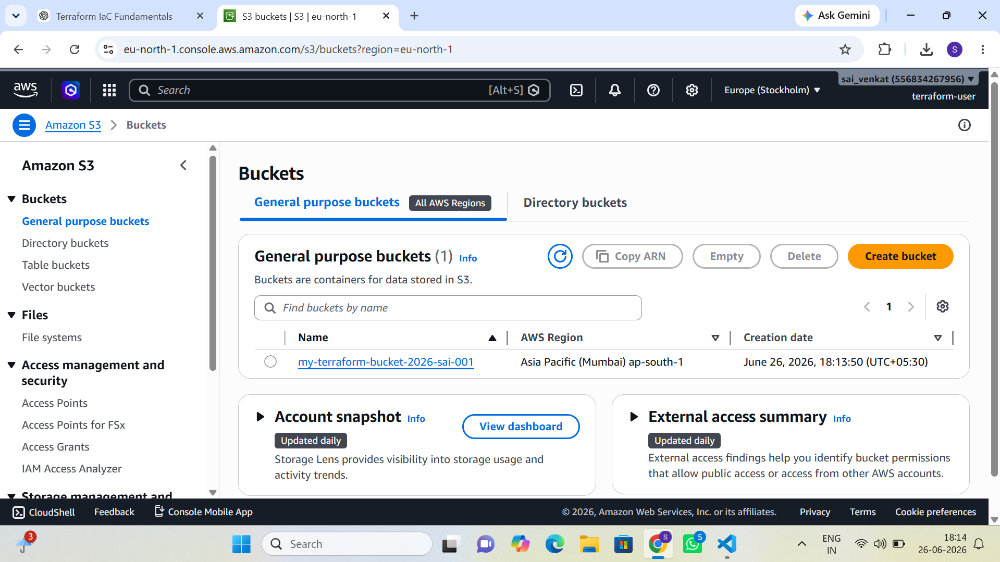 Terraform IaC Fundamentals
S3 buckets | S3 | eu-north-1
Ask Gemini
eu-north-1.console.aws.amazon.com/s3/buckets?region=eu-north-1
S
aws
Search
[Alt+S]
Europe (Stockholm)
sai_venkat (556834267956)
terraform-user
Amazon S3
Buckets
Amazon S3
Buckets
General purpose buckets
Directory buckets
Table buckets
Vector buckets
Files
File systems
Access management and
security
Access Points
Access Points for FSx
Access Grants
IAM Access Analyzer
Storage management and
Buckets
General purpose buckets All AWS Regions Directory buckets
General purpose buckets (1) Info
Copy ARN Empty Delete Create bucket
Buckets are containers for data stored in S3.
Find buckets by name
1
Name AWS Region Creation date
my-terraform-bucket-2026-sai-001 Asia Pacific (Mumbai) ap-south-1 June 26, 2026, 18:13:50 (UTC+05:30)
Account snapshot Info
View dashboard
Updated daily
Storage Lens provides visibility into storage usage and
activity trends.
External access summary Info
Updated daily
External access findings help you identify bucket permissions
that allow public access or access from other AWS accounts.
CloudShell Feedback Console Mobile App © 2026, Amazon Web Services, Inc. or its affiliates. Privacy Terms Cookie preferences
3
Search
S
5
ENG
IN
18:14
26-06-2026